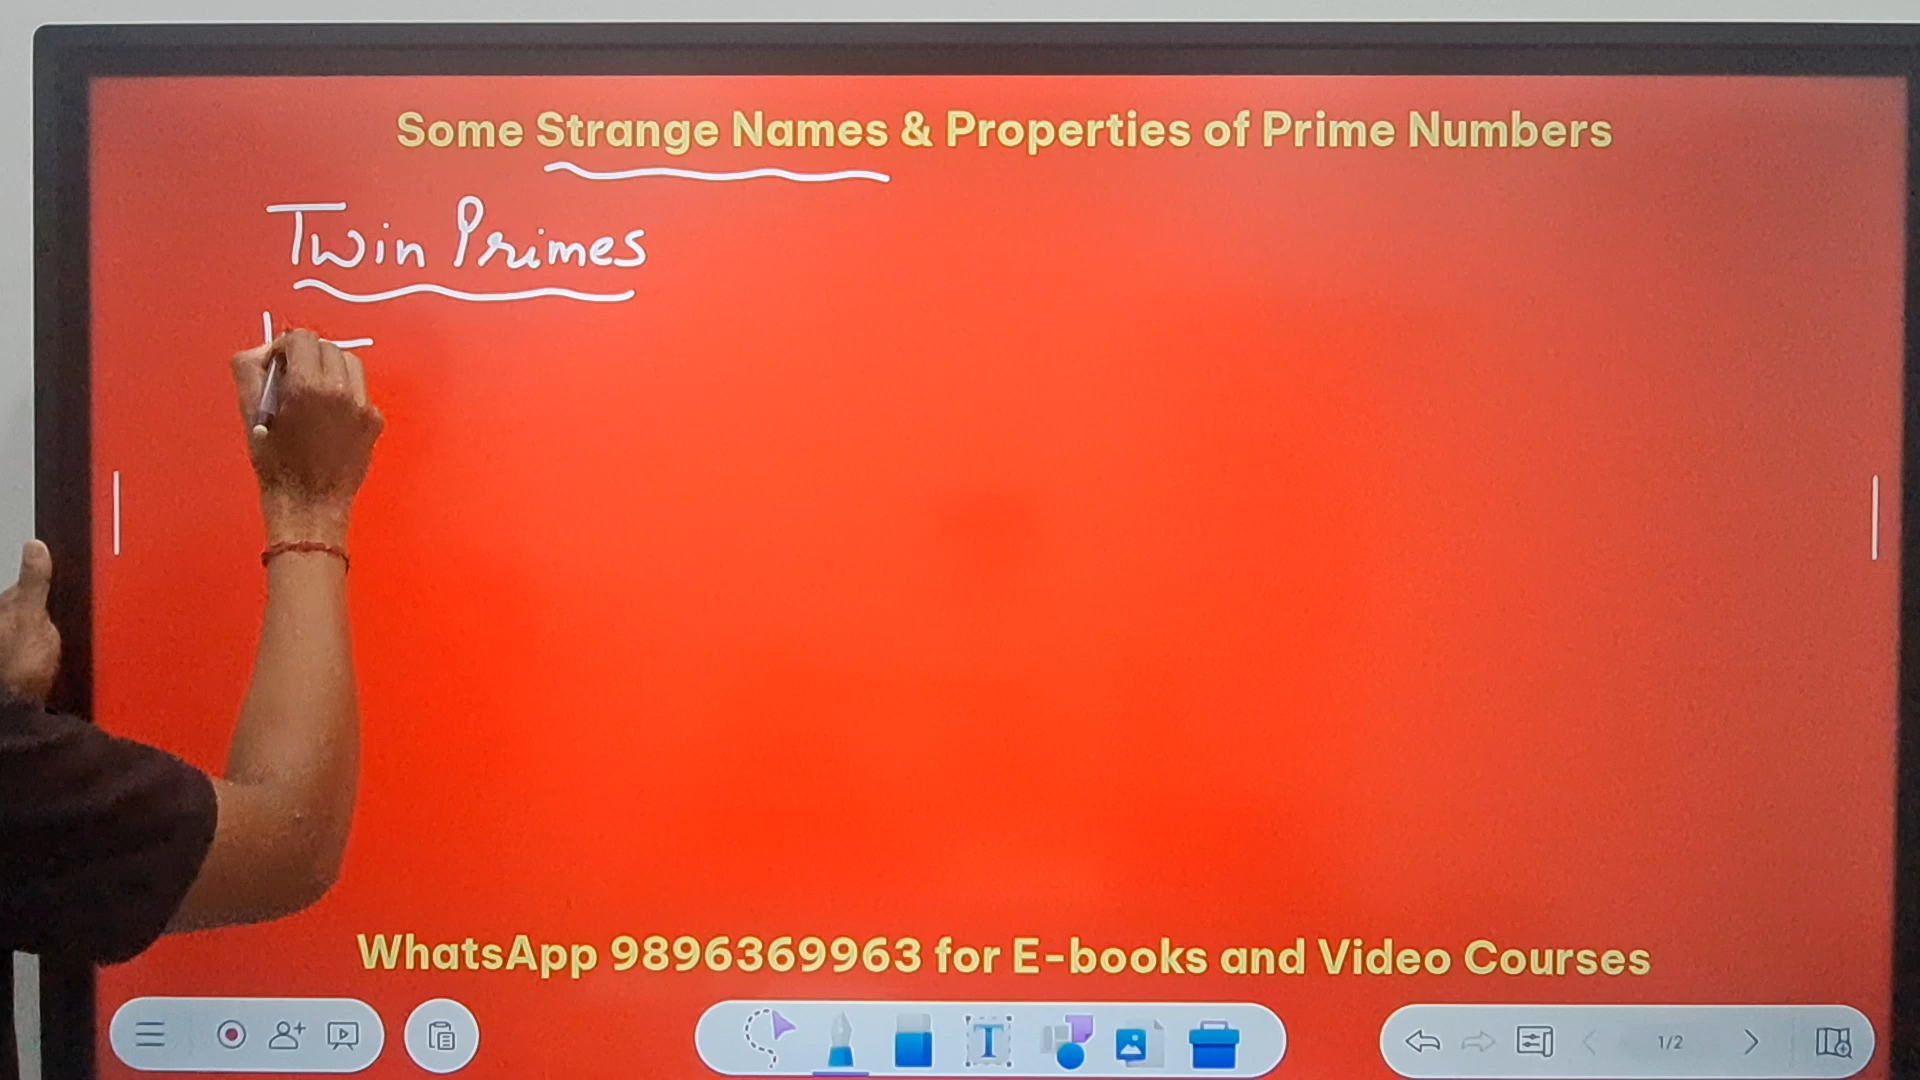 Some Strange Names & Properties of Prime Numbers
Twin Primes
WhatsApp 9896369963 for E-books and Video Courses
T
1/2